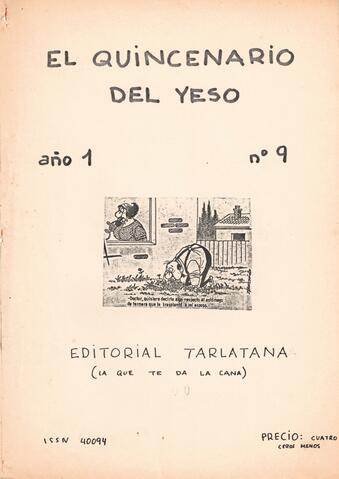 EL QUINCENARIO
DEL YESO
año 1
nº 9
-Doctor, quisiera decirle algo respecto al estómago
de ternera que le trasplantó a mi esposo.
EDITORIAL TARLATANA
(LA QUE TE DA LA CANA)
ISSN 40094
PRECIO: CUATRO
CEROS MENOS